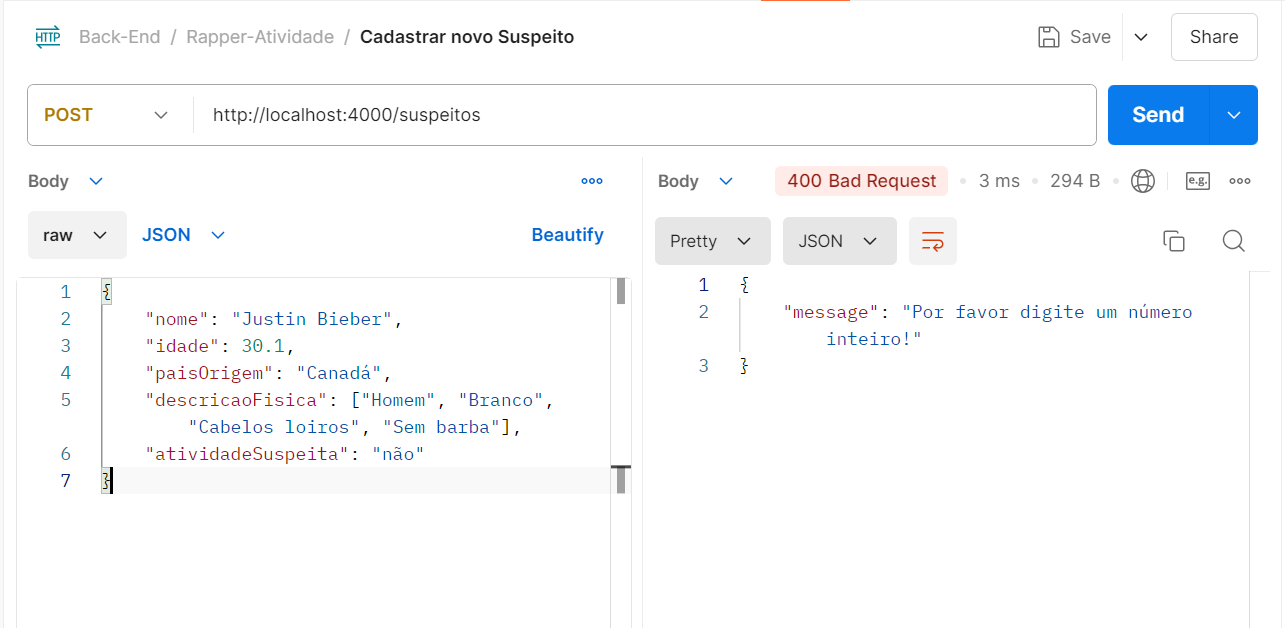 HTTP Back-End / Rapper-Atividade / Cadastrar novo Suspeito Save Share
POST http://localhost:4000/suspeitos Send
Body
raw JSON Beautify
1 {
2 "nome": "Justin Bieber",
3 "idade": 30.1,
4 "paisOrigem": "Canadá",
5 "descricaoFisica": ["Homem", "Branco",
"Cabelos loiros", "Sem barba"],
6 "atividadeSuspeita": "não"
7 }
Body 400 Bad Request 3 ms 294 B e.g.
Pretty JSON
1 {
2 "message": "Por favor digite um número
inteiro!"
3 }